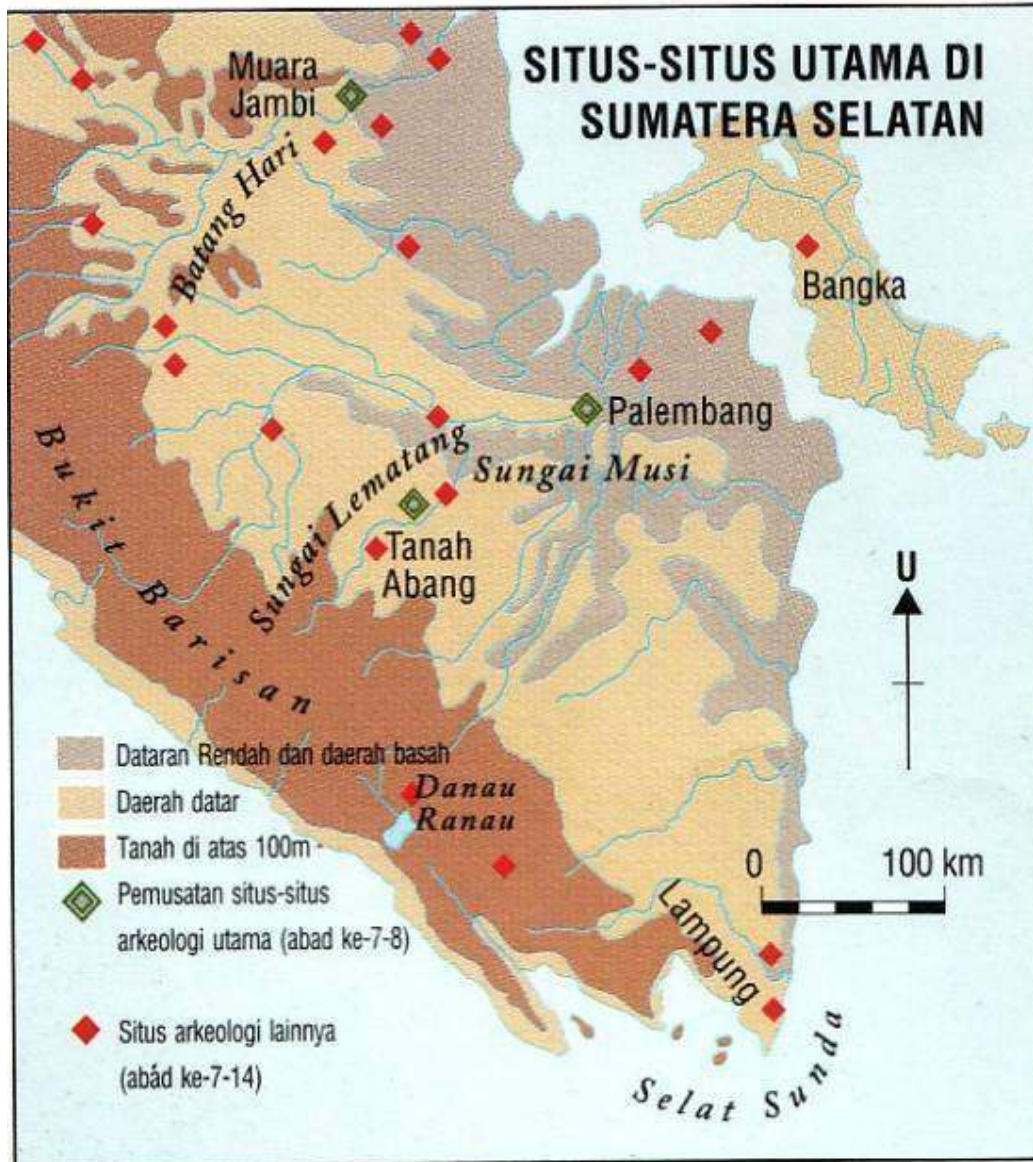 SITUS-SITUS UTAMA DI
SUMATERA SELATAN
Muara
Jambi
Batang Hari
Bangka
Palembang
Sungai Musi
Sungai Lematang
Tanah
Abang
Bukit Barisan
U
Dataran Rendah dan daerah basah
Daerah datar
Tanah di atas 100m
Danau
Ranau
0 100 km
Pemusatan situs-situs
arkeologi utama (abad ke-7-8)
Lampung
Situs arkeologi lainnya
(abád ke-7-14)
Selat Sunda